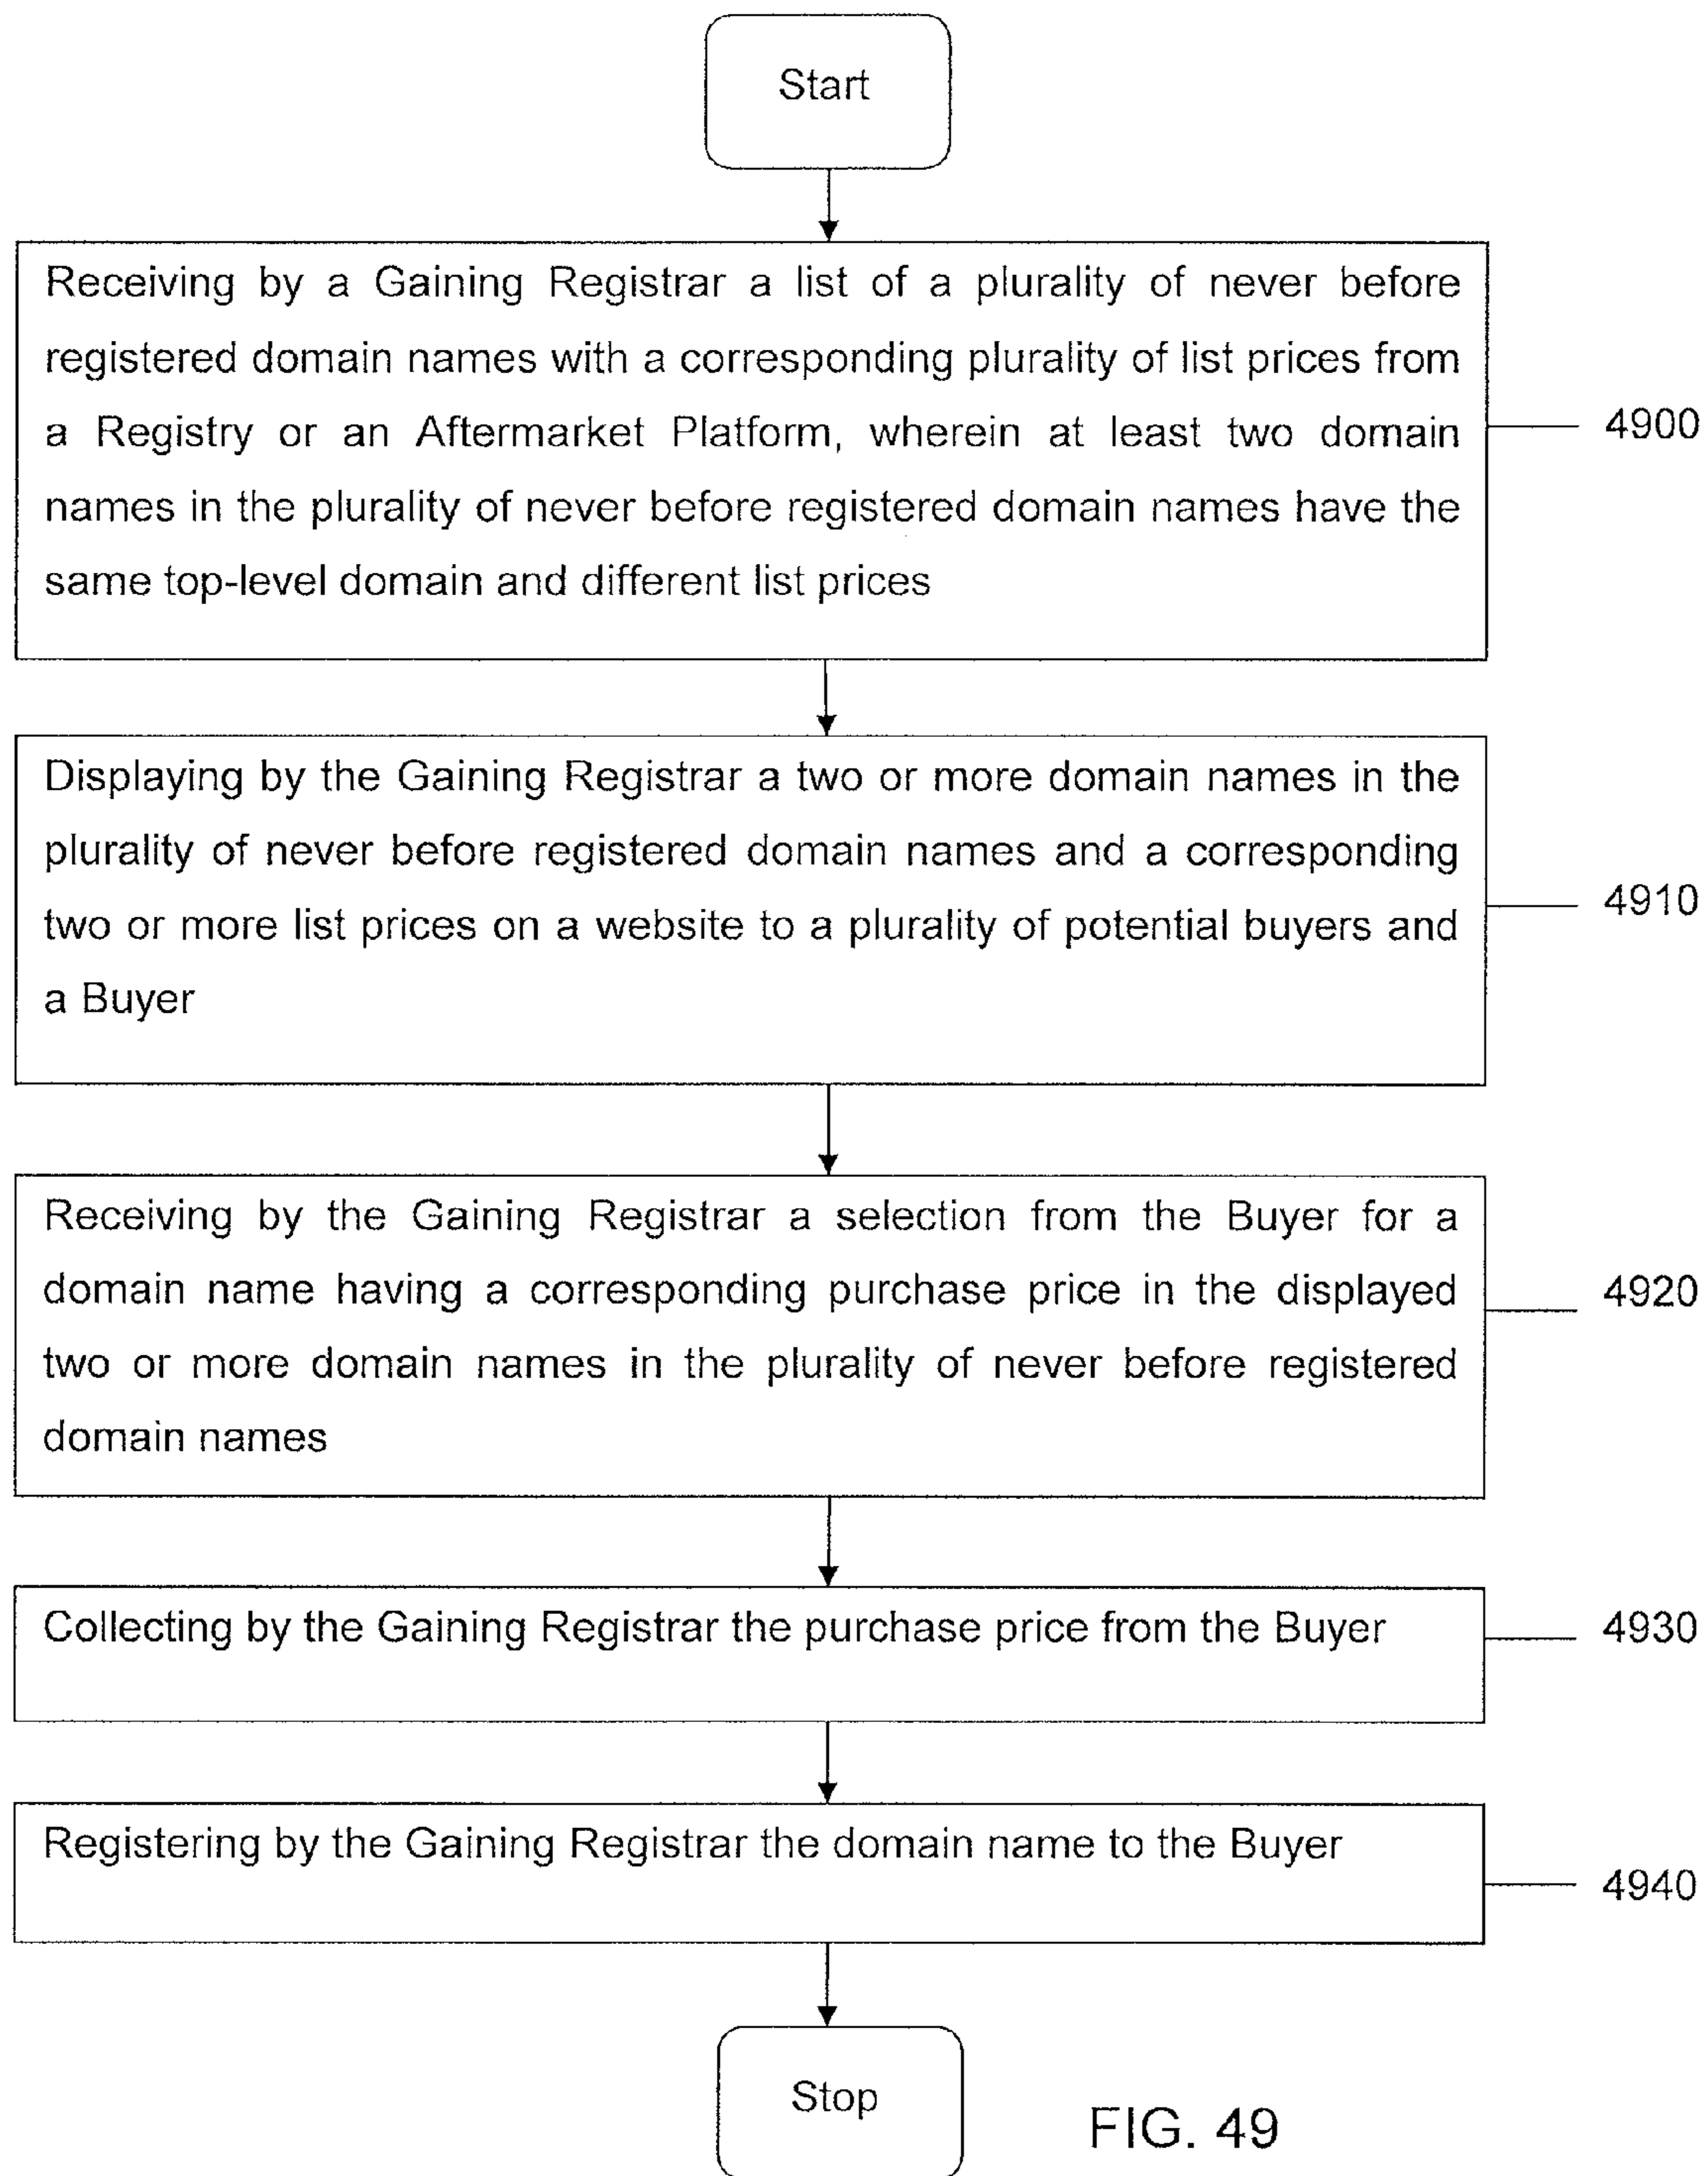 Start
Receiving by a Gaining Registrar a list of a plurality of never before
registered domain names with a corresponding plurality of list prices from
a Registry or an Aftermarket Platform, wherein at least two domain
names in the plurality of never before registered domain names have the
same top-level domain and different list prices
4900
Displaying by the Gaining Registrar a two or more domain names in the
plurality of never before registered domain names and a corresponding
two or more list prices on a website to a plurality of potential buyers and
a Buyer
4910
Receiving by the Gaining Registrar a selection from the Buyer for a
domain name having a corresponding purchase price in the displayed
two or more domain names in the plurality of never before registered
domain names
4920
Collecting by the Gaining Registrar the purchase price from the Buyer
4930
Registering by the Gaining Registrar the domain name to the Buyer
4940
Stop
FIG. 49